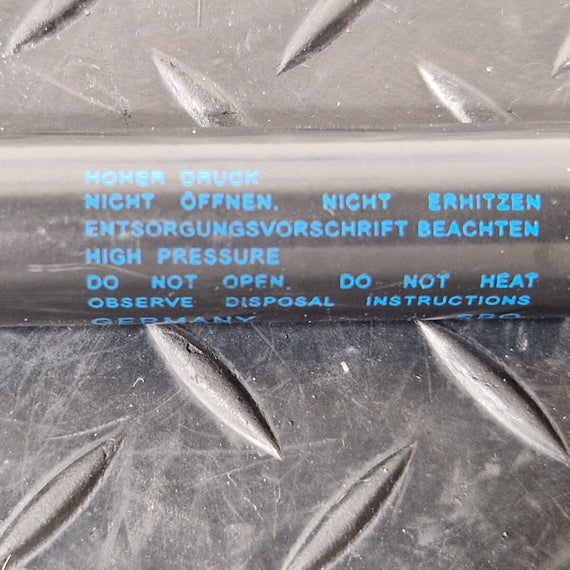 HOHER DRUCK
NICHT ÖFFNEN. NICHT ERHITZEN
ENTSORGUNGSVORSCHRIFT BEACHTEN
HIGH PRESSURE
DO NOT OPEN. DO NOT HEAT
OBSERVE DISPOSAL INSTRUCTIONS
GERMANY